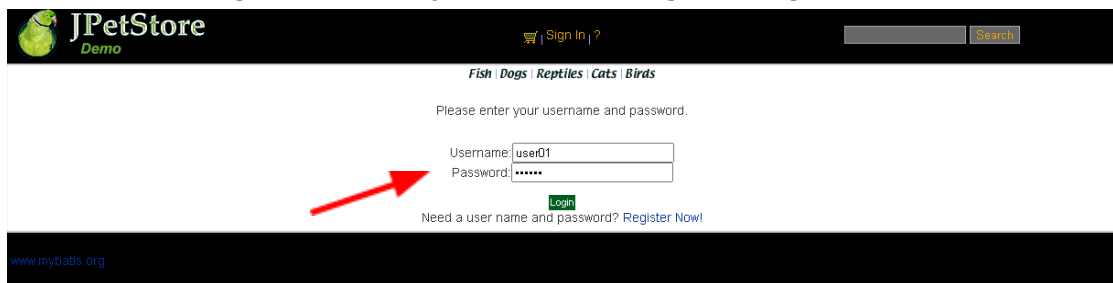 JPetStore
Demo
Sign In | ?
Search
Fish | Dogs | Reptiles | Cats | Birds
Please enter your username and password.
Username: user01
Password: ••••••
Login
Need a user name and password? Register Now!
www.mybatis.org